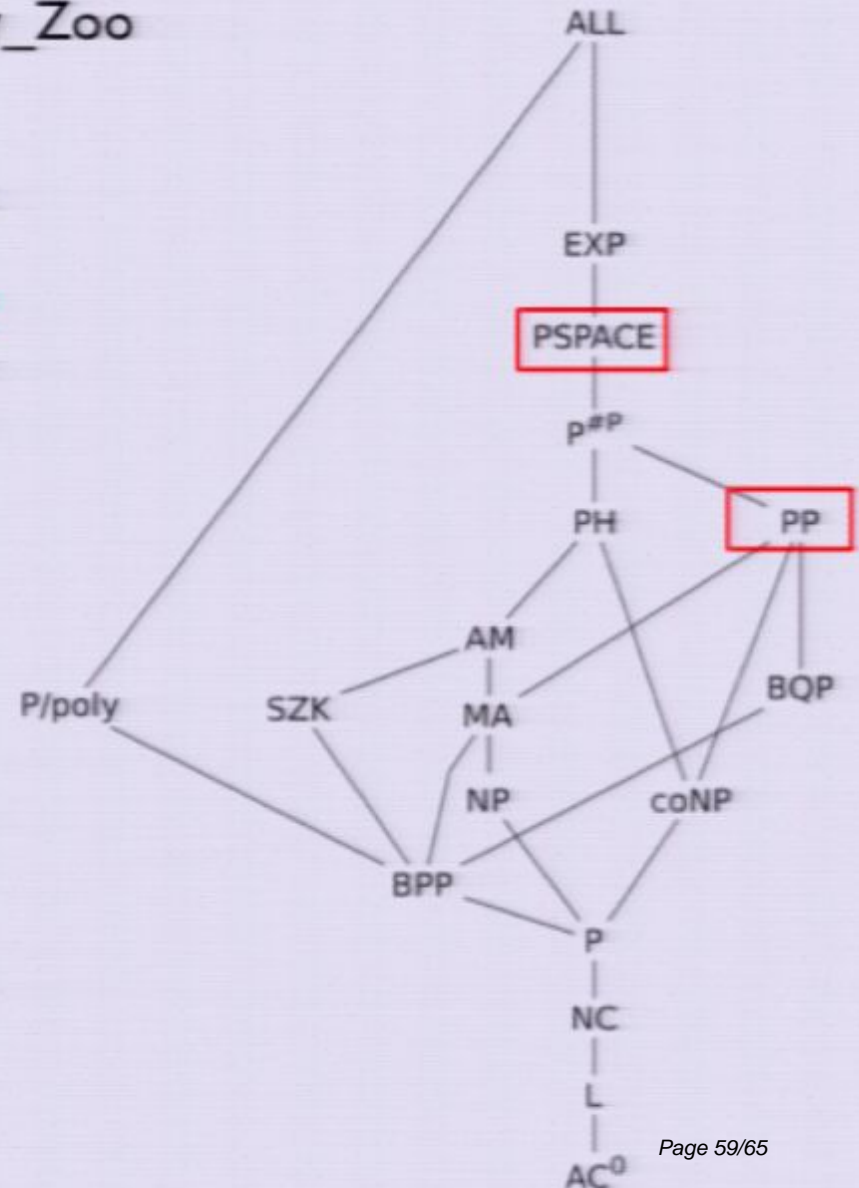 _Zoo
ALL
EXP
PSPACE
P#P
PH PP
AM
P/poly SZK MA BQP
NP coNP
BPP
P
NC
L
Page 59/65
AC0